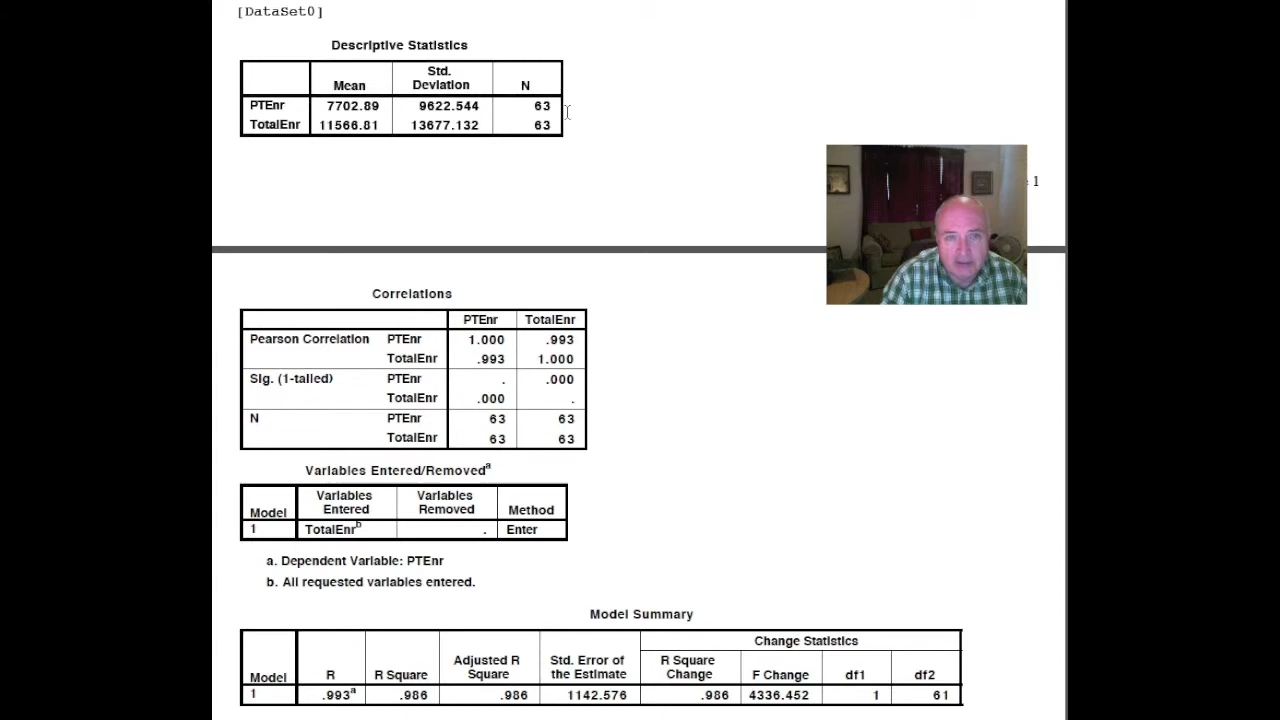 [DataSet0]
Descriptive Statistics
Mean Std. Deviation N
PTEnr 7702.89 9622.544 63
TotalEnr 11566.81 13677.132 63
1
Correlations
PTEnr TotalEnr
Pearson Correlation PTEnr 1.000 .993
TotalEnr .993 1.000
Sig. (1-tailed) PTEnr . .000
TotalEnr .000 .
N PTEnr 63 63
TotalEnr 63 63
Variables Entered/Removeda
Model Variables Entered Variables Removed Method
1 TotalEnrb . Enter
a. Dependent Variable: PTEnr
b. All requested variables entered.
Model Summary
Change Statistics
Model R R Square Adjusted R Square Std. Error of the Estimate R Square Change F Change df1 df2
1 .993a .986 .986 1142.576 .986 4336.452 1 61